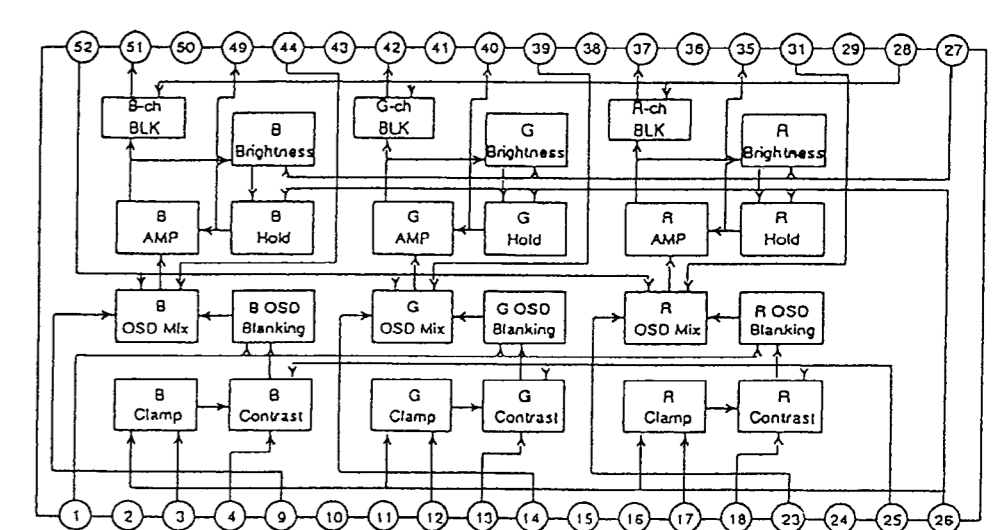 52 51 50 49 44 43 42 41 40 39 38 37 36 35 31 29 28 27
B-ch BLK
G-ch BLK
R-ch BLK
B Brightness
G Brightness
R Brightness
B AMP
B Hold
G AMP
G Hold
R AMP
R Hold
B OSD Mix
B OSD Blanking
G OSD Mix
G OSD Blanking
R OSD Mix
R OSD Blanking
B Clamp
B Contrast
G Clamp
G Contrast
R Clamp
R Contrast
1 2 3 4 9 10 11 12 13 14 15 16 17 18 23 24 25 26